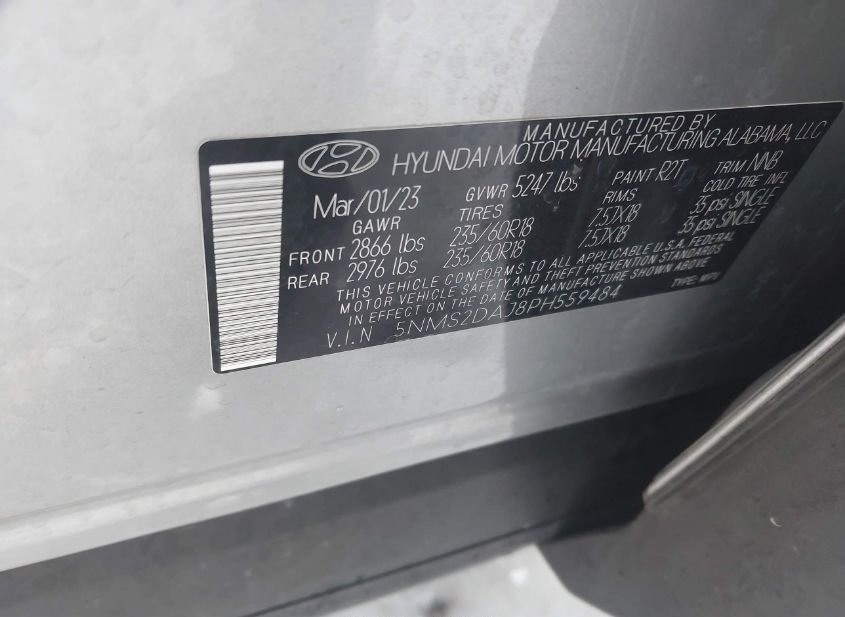 MANUFACTURED BY
HYUNDAI MOTOR MANUFACTURING ALABAMA, LLC
Mar/01/23 GVWR 5247 lbs PAINT R2T TRIM NNB
GAWR TIRES RIMS COLD TIRE INFL
FRONT 2866 lbs 235/60R18 7.5JX18 35 psi SINGLE
REAR 2976 lbs 235/60R18 7.5JX18 35 psi SINGLE
THIS VEHICLE CONFORMS TO ALL APPLICABLE U.S.A. FEDERAL
MOTOR VEHICLE SAFETY AND THEFT PREVENTION STANDARDS
IN EFFECT ON THE DATE OF MANUFACTURE SHOWN ABOVE
V.I.N 5NMS2DAJ8PH559484 TYPE: MPV